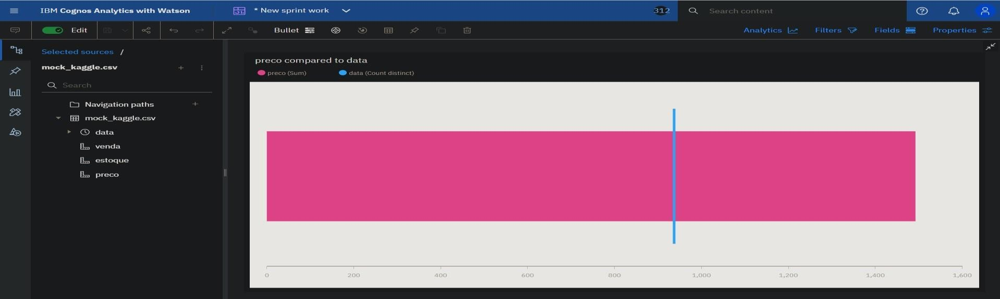 IBM Cognos Analytics with Watson
* New sprint work
312
Search content
Edit
Bullet
Analytics
Filters
Fields
Properties
Selected sources /
mock_kaggle.csv
Search
Navigation paths
mock_kaggle.csv
data
venda
estoque
preco
preco compared to data
preco (Sum) data (Count distinct)
0 200 400 600 800 1,000 1,200 1,400 1,600